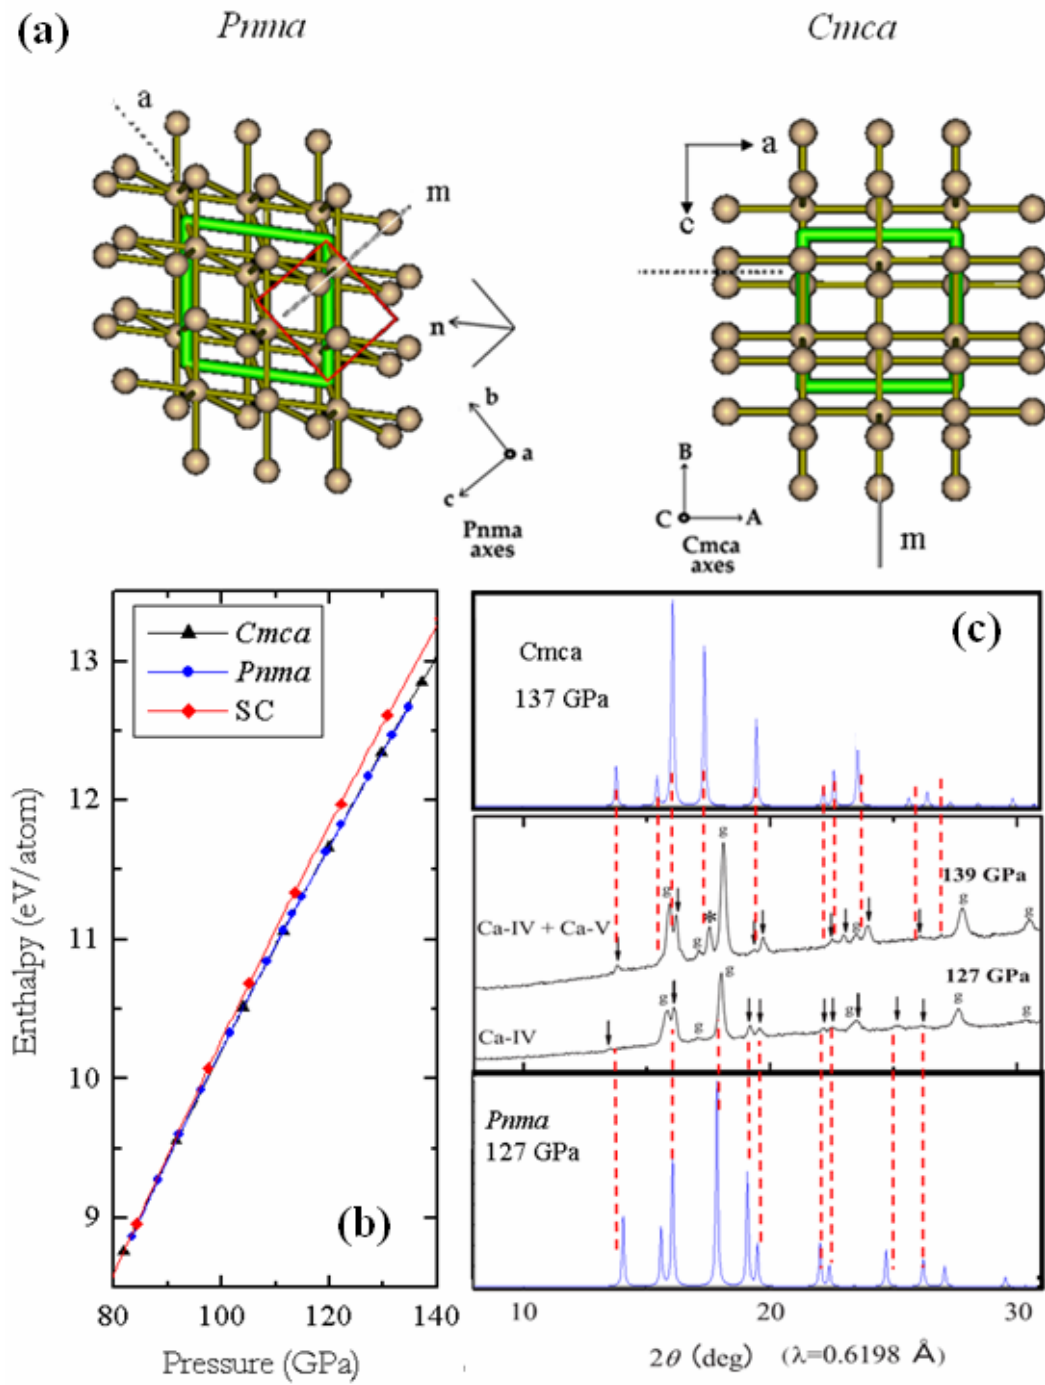 (a)
Pnma
Cmca
a
m
n
b
a
c
Pnma
axes
a
c
B
C
A
Cmca
axes
m
Cmca
Pnma
SC
13
12
11
10
9
Enthalpy (eV/atom)
80
100
120
140
Pressure (GPa)
(b)
(c)
Cmca
137 GPa
139 GPa
Ca-IV + Ca-V
*
g
g
g
g
g
127 GPa
Ca-IV
g
g
g
g
g
g
Pnma
127 GPa
10
20
30
2θ (deg) (λ=0.6198 Å)